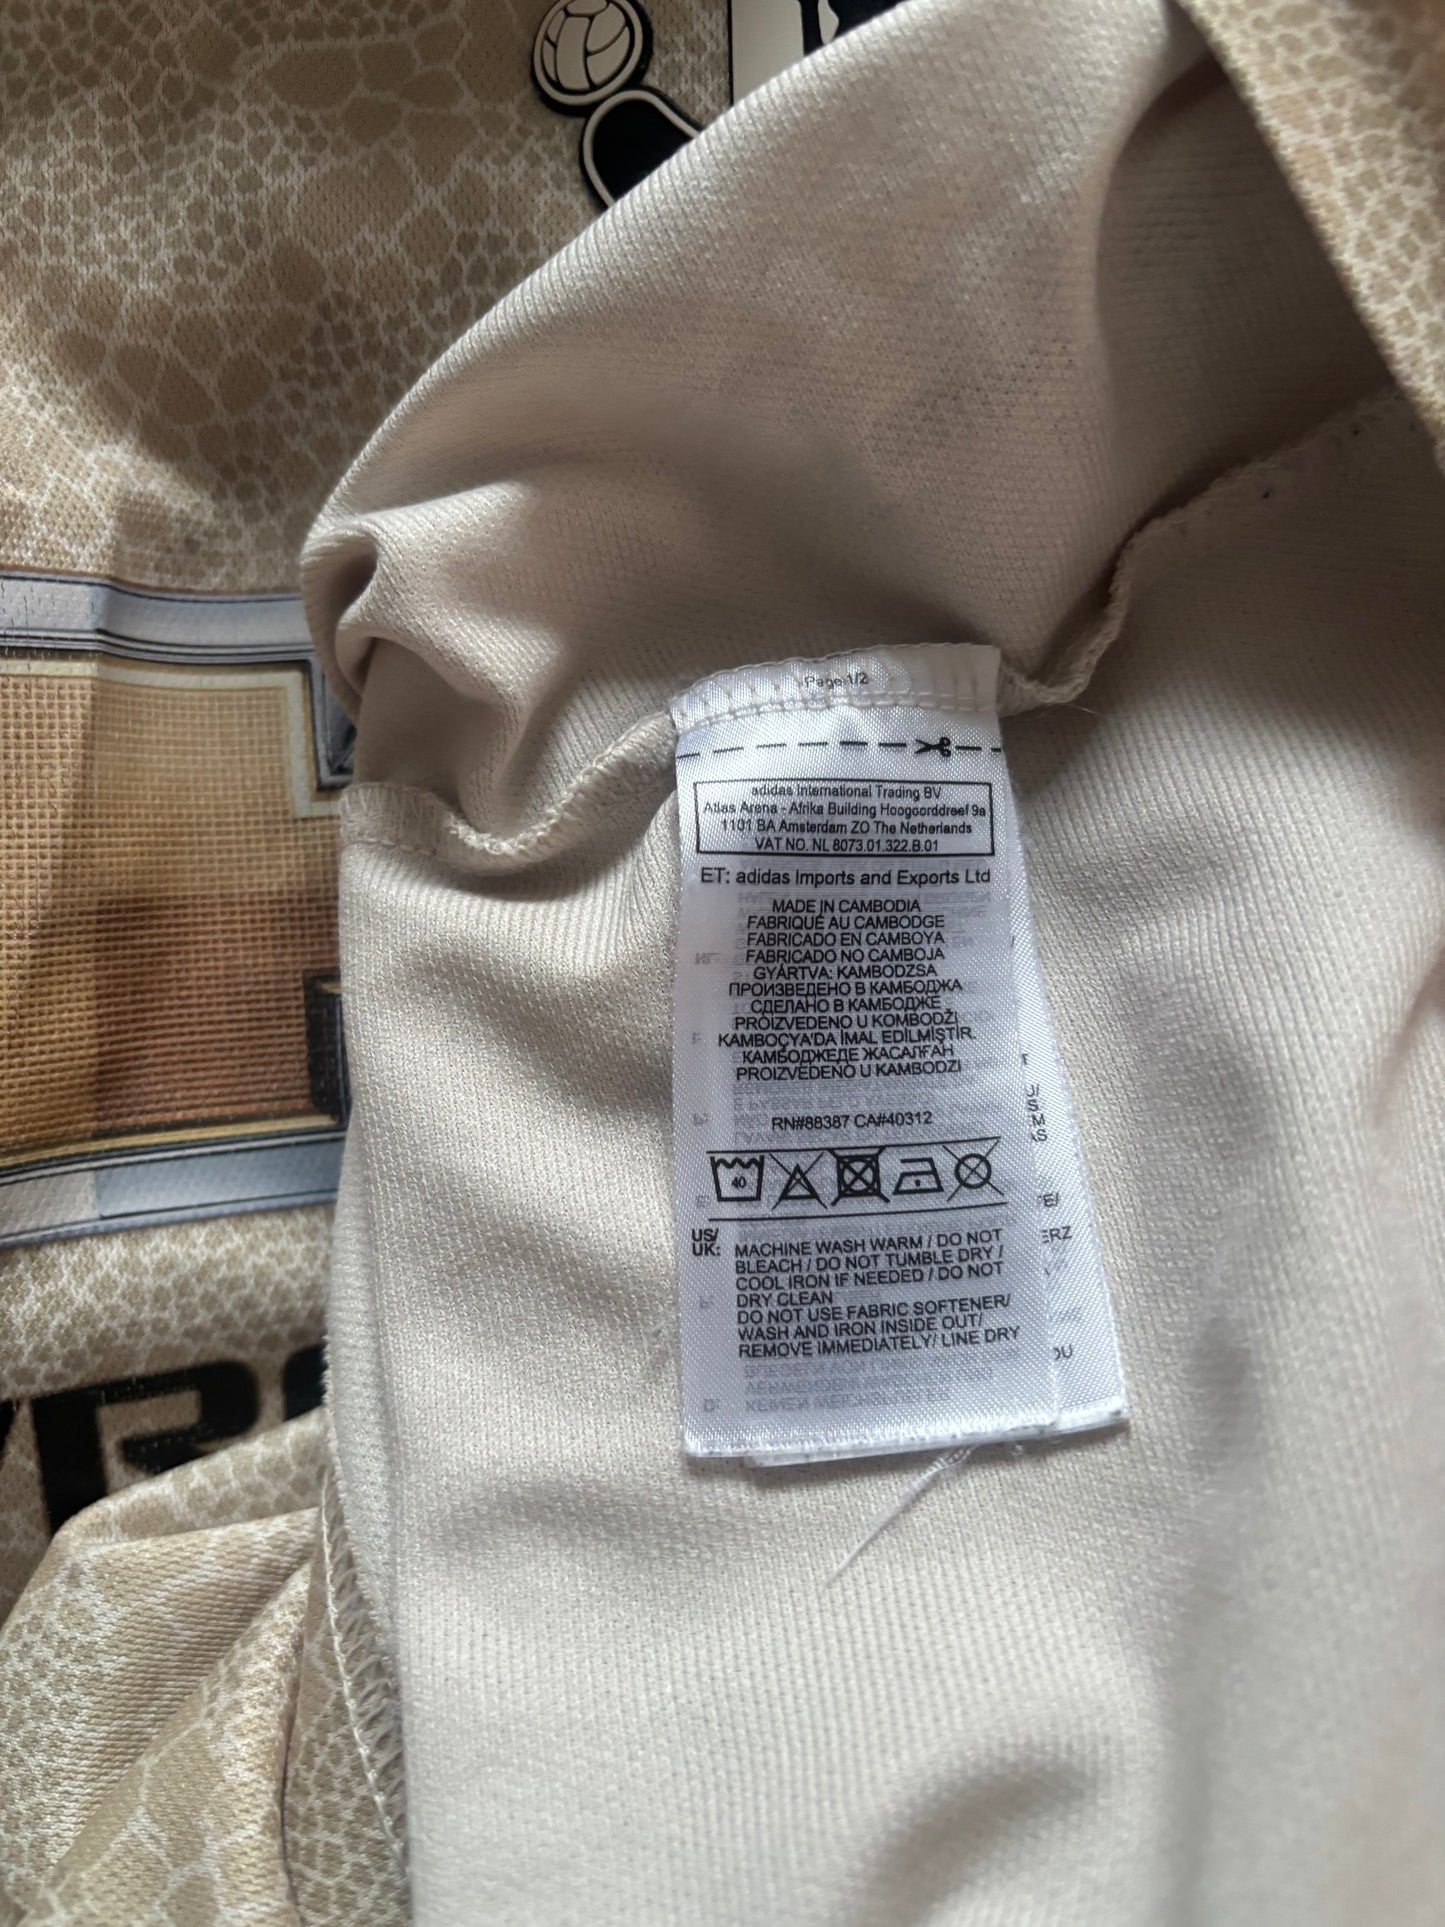 Page 1/2
adidas International Trading BV
Atlas Arena - Afrika Building Hoogoorddreef 9a
1101 BA Amsterdam ZO The Netherlands
VAT NO. NL 8073.01.322.B.01
ET: adidas Imports and Exports Ltd
MADE IN CAMBODIA
FABRIQUÉ AU CAMBODGE
FABRICADO EN CAMBOYA
FABRICADO NO CAMBOJA
GYÁRTVA: KAMBODZSA
ПРОИЗВЕДЕНО В КАМБОДЖА
СДЕЛАНО В КАМБОДЖЕ
PROIZVEDENO U KOMBODŽI
KAMBOÇYA'DA İMAL EDİLMİŞTİR.
КАМБОДЖЕДЕ ЖАСАЛҒАН
PROIZVEDENO U KAMBODZI
RN#88387 CA#40312
40
US/
UK: MACHINE WASH WARM / DO NOT
BLEACH / DO NOT TUMBLE DRY /
COOL IRON IF NEEDED / DO NOT
DRY CLEAN
DO NOT USE FABRIC SOFTENER/
WASH AND IRON INSIDE OUT/
REMOVE IMMEDIATELY/ LINE DRY